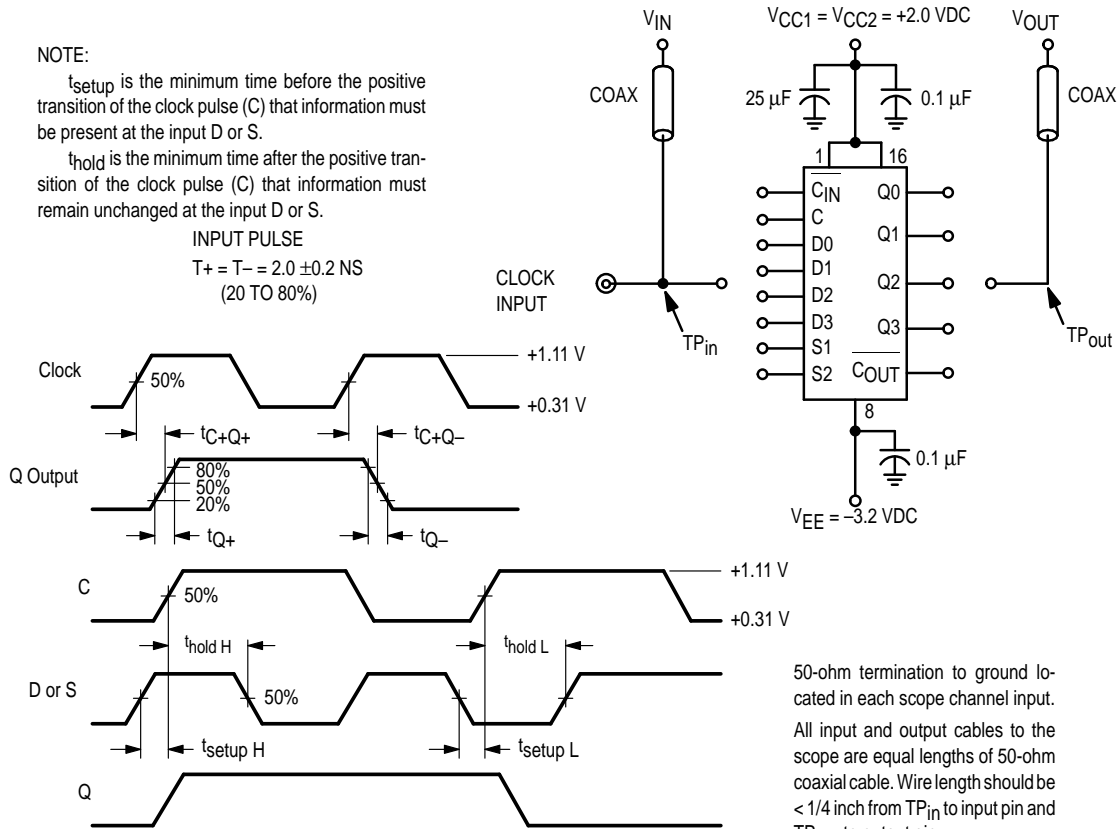 NOTE:
tsetup is the minimum time before the positive
transition of the clock pulse (C) that information must
be present at the input D or S.
thold is the minimum time after the positive tran-
sition of the clock pulse (C) that information must
remain unchanged at the input D or S.
INPUT PULSE
T+ = T– = 2.0 ±0.2 NS
(20 TO 80%)
VIN
VCC1 = VCC2 = +2.0 VDC
VOUT
COAX
25 µF
0.1 µF
COAX
1
16
CIN
C
D0
D1
D2
D3
S1
S2
Q0
Q1
Q2
Q3
COUT
8
CLOCK
INPUT
TPin
TPout
0.1 µF
VEE = –3.2 VDC
Clock
50%
+1.11 V
+0.31 V
tC+Q+
tC+Q–
Q Output
80%
50%
20%
tQ+
tQ–
C
50%
+1.11 V
+0.31 V
thold H
thold L
D or S
50%
tsetup H
tsetup L
Q
50-ohm termination to ground lo-
cated in each scope channel input.
All input and output cables to the
scope are equal lengths of 50-ohm
coaxial cable. Wire length should be
< 1/4 inch from TPin to input pin and